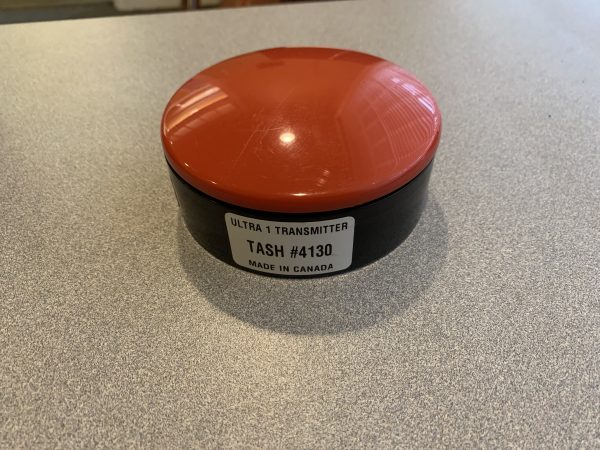 ULTRA 1 TRANSMITTER
TASH #4130
MADE IN CANADA